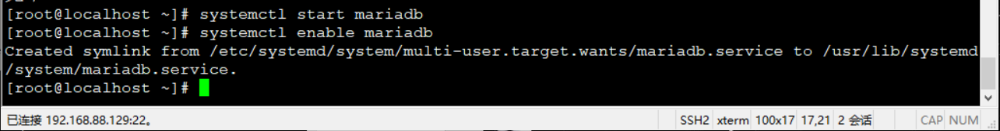 [root@localhost ~]# systemctl start mariadb
[root@localhost ~]# systemctl enable mariadb
Created symlink from /etc/systemd/system/multi-user.target.wants/mariadb.service to /usr/lib/systemd
/system/mariadb.service.
[root@localhost ~]#
已连接 192.168.88.129:22。 SSH2 xterm 100x17 17,21 2 会话 CAP NUM